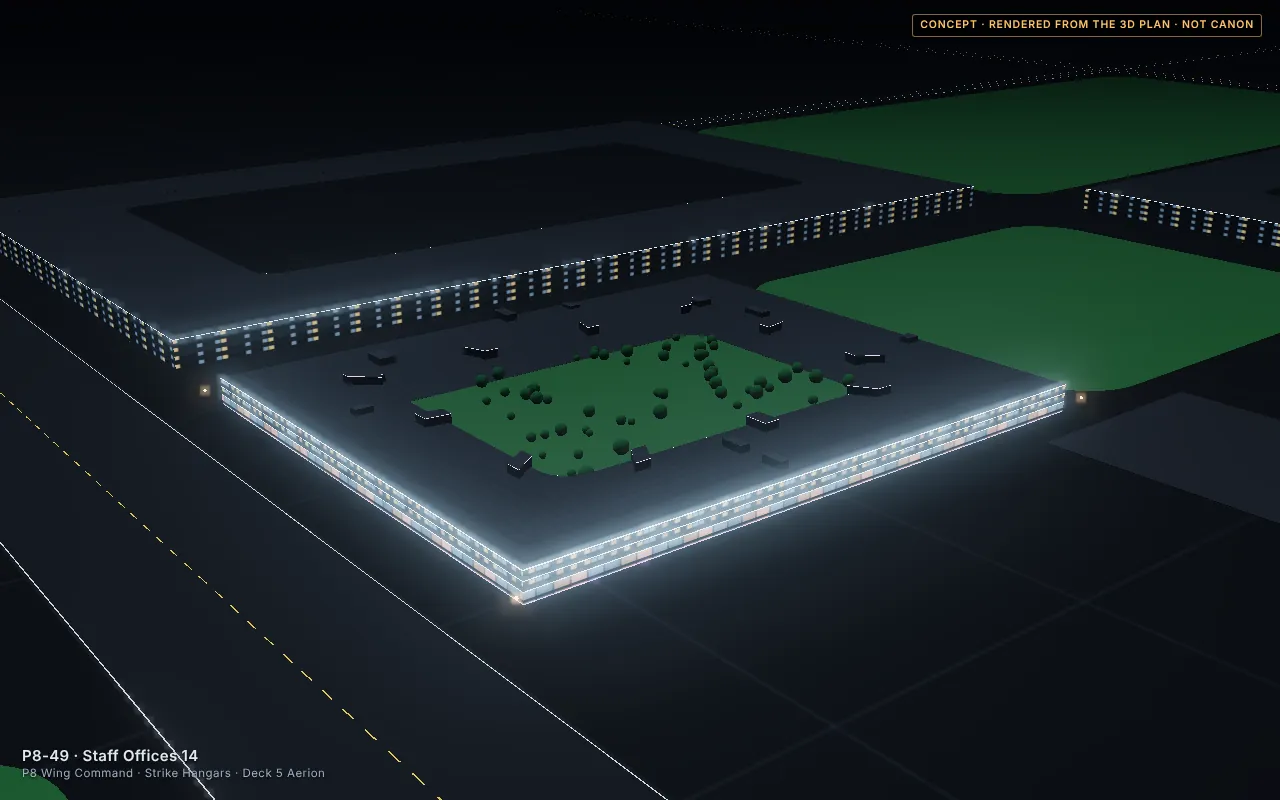 CONCEPT · RENDERED FROM THE 3D PLAN · NOT CANON
P8-49 · Staff Offices 14
P8 Wing Command · Strike Hangars · Deck 5 Aerion